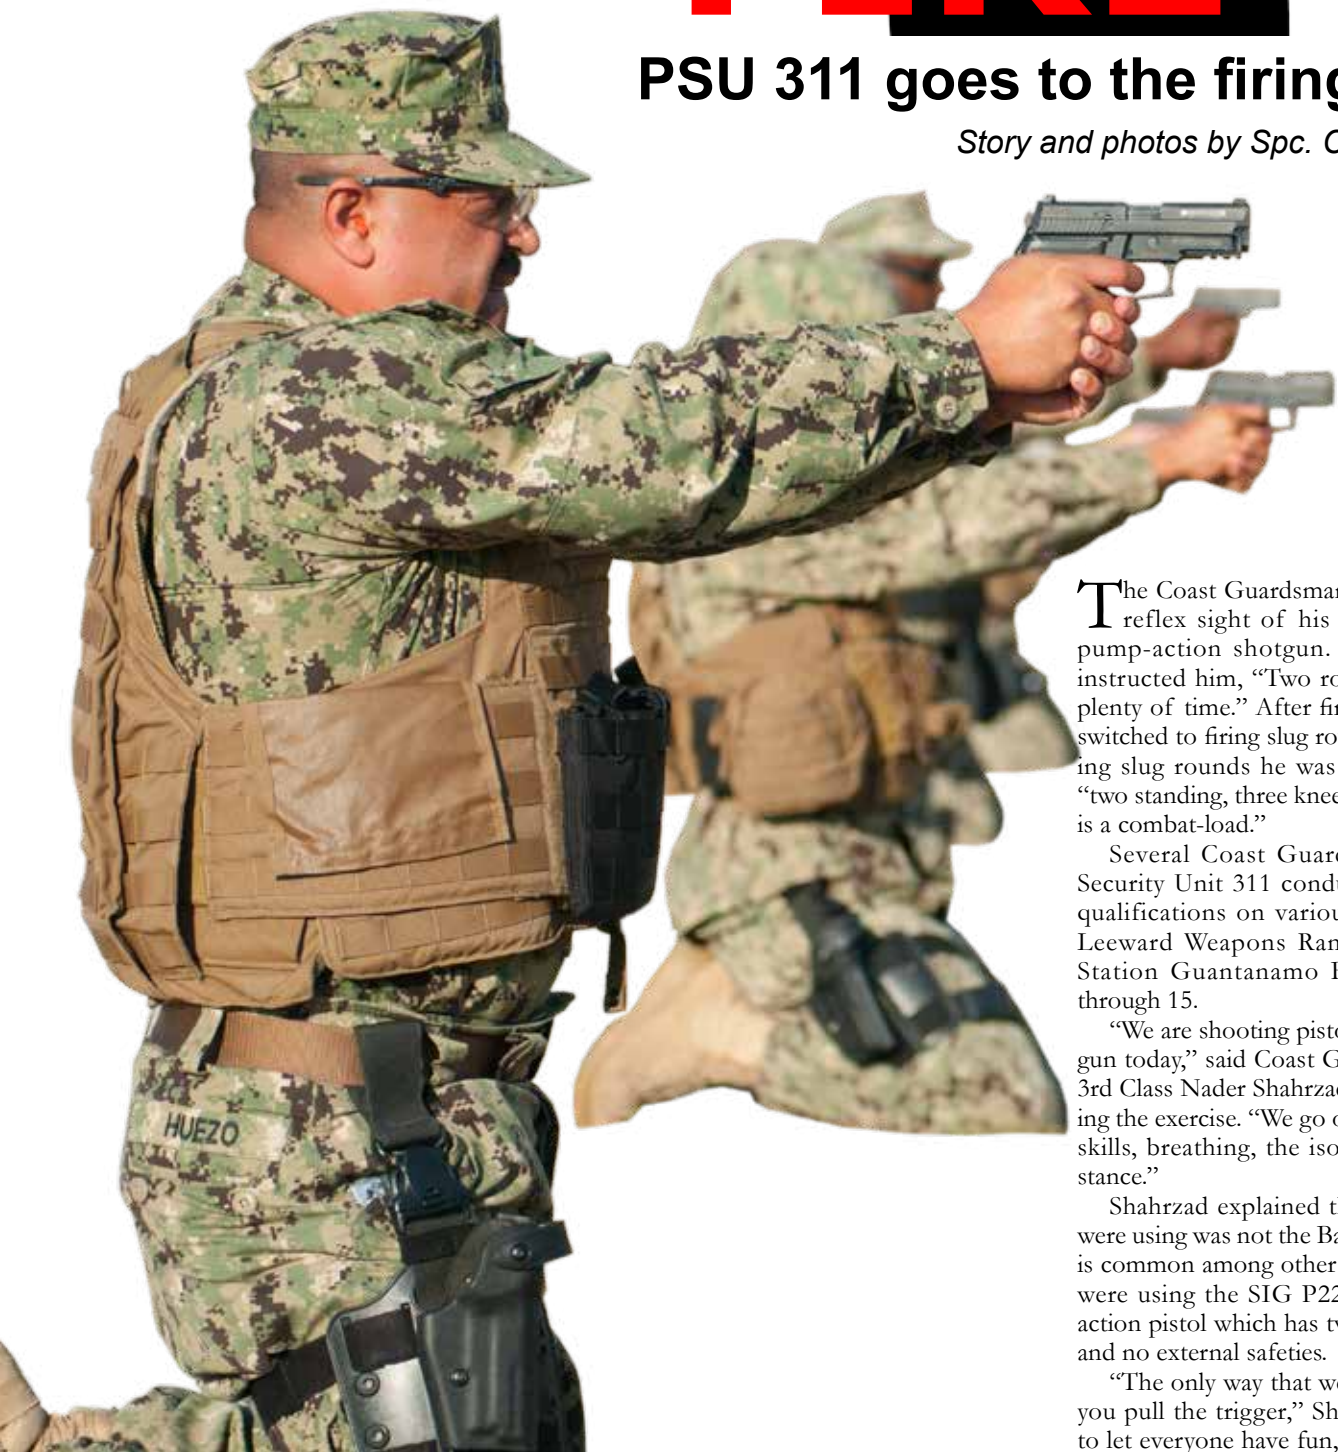 PSU 311 goes to the firing
Story and photos by Spc.
HUEZO
The Coast Guardsman
reflex sight of his
pump-action shotgun.
instructed him, “Two
plenty of time.” After
switched to firing slug
ing slug rounds he was
“two standing, three
is a combat-load.”
Several Coast
Security Unit 311
qualifications on
Leeward Weapons
Station Guantanamo
through 15.
“We are shooting
gun today,” said Coast
3rd Class Nader
ing the exercise. “We go
skills, breathing, the
stance.”
Shahrzad explained
were using was not the
is common among other
were using the SIG
action pistol which has
and no external safeties.
“The only way that
you pull the trigger,”
to let everyone have fun,